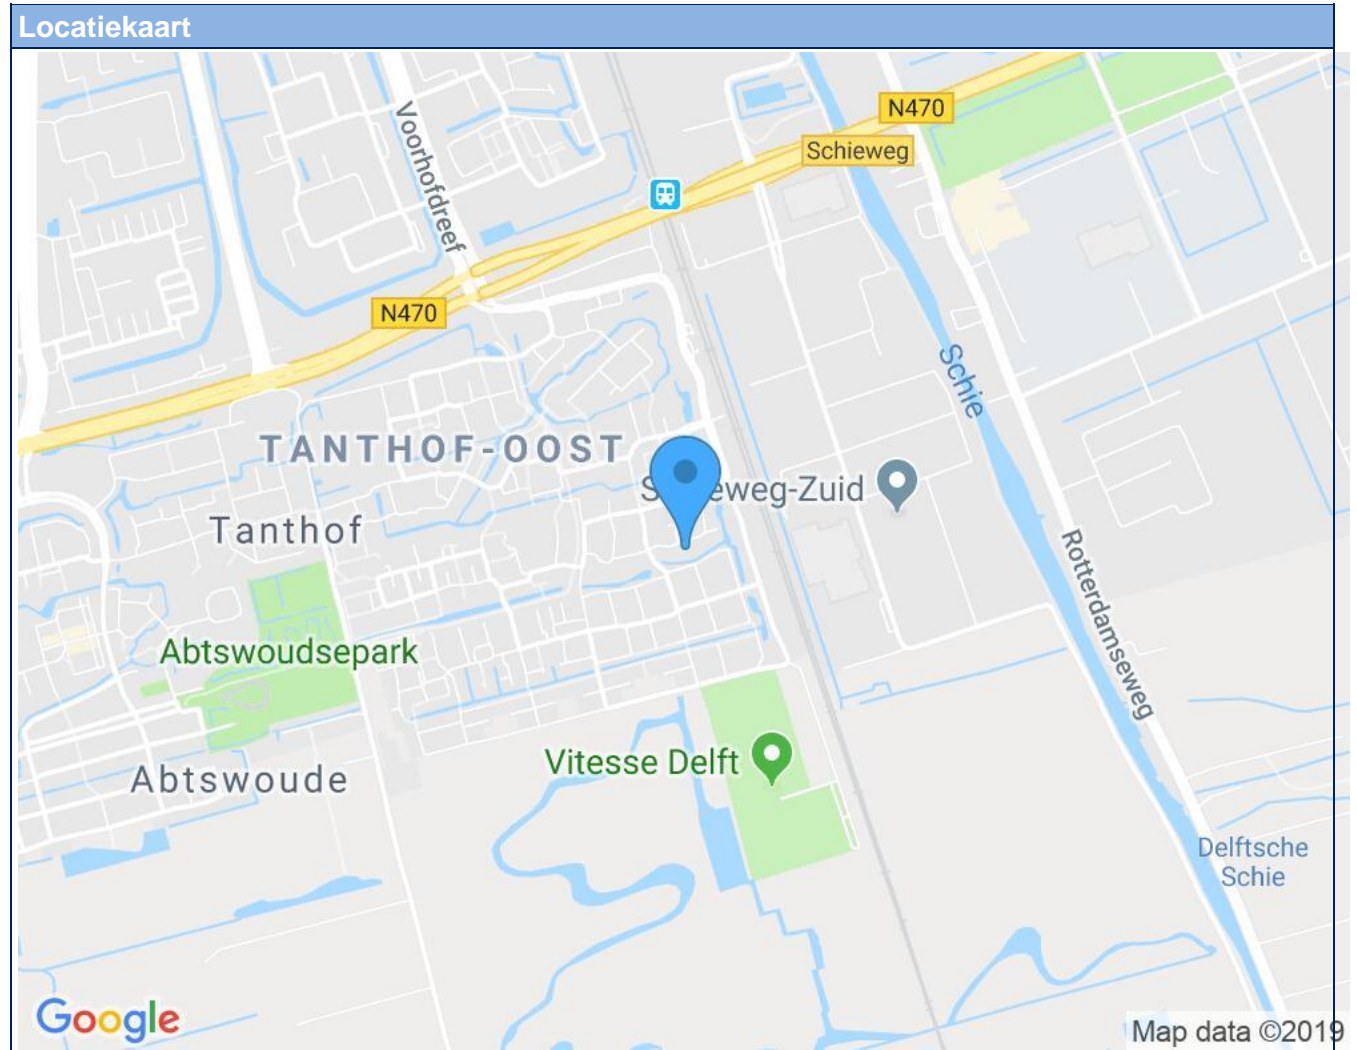 Locatiekaart
N470
Schieweg
Voorhofdreef
N470
Schie
TANTHOF-OOST
eweg-Zuid
Tanthof
Rotterdamseweg
Abtswoudsepark
Vitesse Delft
Abtswoude
Delftsche
Schie
Google
Map data ©2019